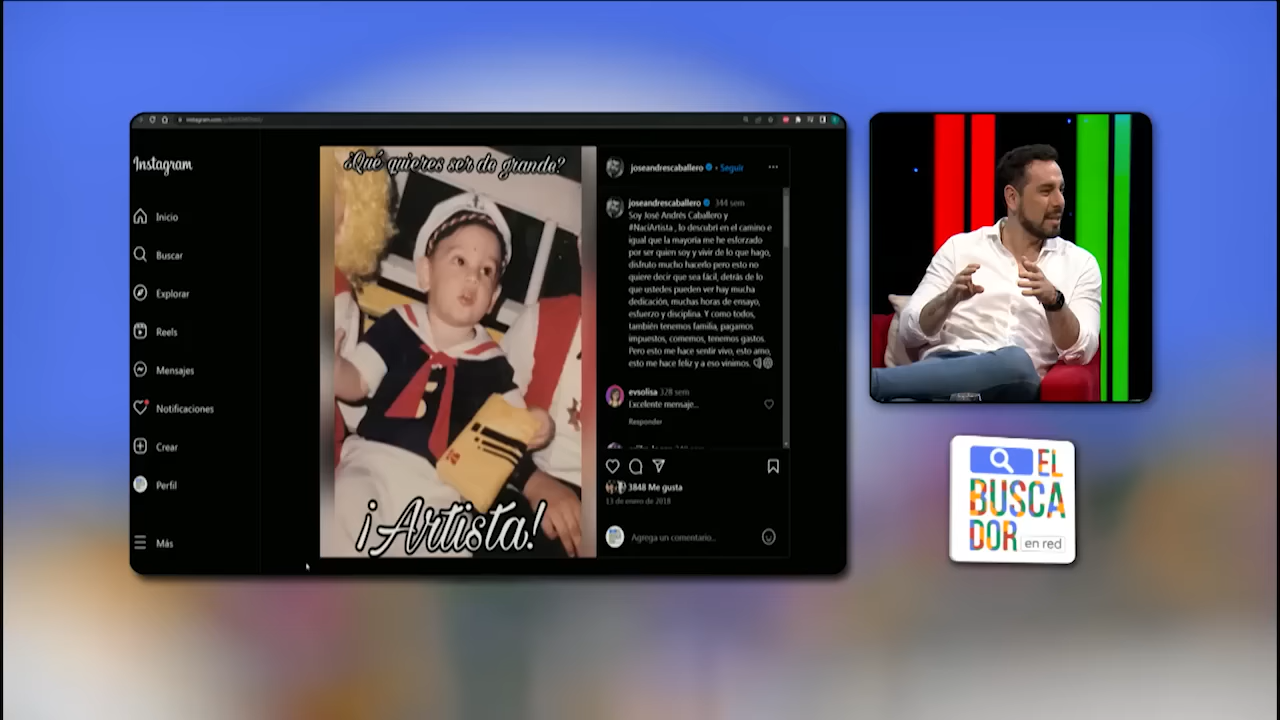 Instagram
Inicio
Buscar
Explorar
Reels
Mensajes
Notificaciones
Crear
Perfil
Más
¿Qué quieres ser de grande?
¡Artista!
joseandrescaballero • Seguir
joseandrescaballero 344 sem
Soy José Andrés Caballero y
#NaciArtista , lo descubrí en el camino e
igual que la mayoría me he esforzado
por ser quien soy y vivir de lo que hago,
disfruto mucho hacerlo pero esto no
quiere decir que sea fácil, detrás de lo
que ustedes pueden ver hay mucha
dedicación, muchas horas de ensayo,
esfuerzo y disciplina. Y como todos,
también tenemos familia, pagamos
impuestos, comemos, tenemos gastos.
Pero esto me hace sentir vivo, esto amo,
esto me hace feliz y a eso vinimos.
evsolisa 328 sem
Excelente mensaje...
Responder
3848 Me gusta
13 de enero de 2018
Agrega un comentario...
EL
BUSCA
DOR
en red